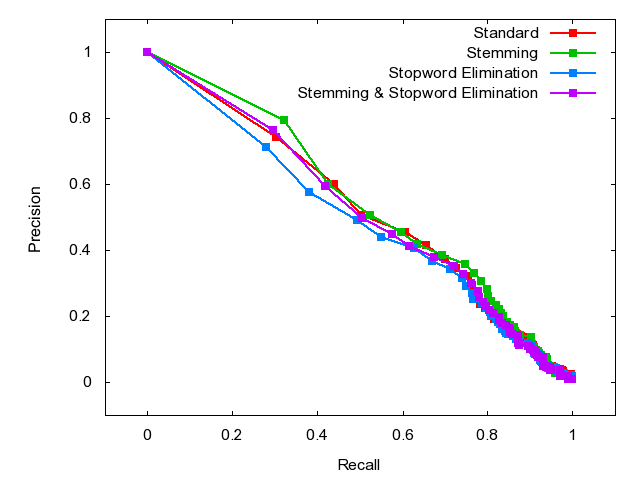 Standard
Stemming
Stopword Elimination
Stemming & Stopword Elimination
1
0.8
0.6
0.4
0.2
0
Precision
0 0.2 0.4 0.6 0.8 1
Recall